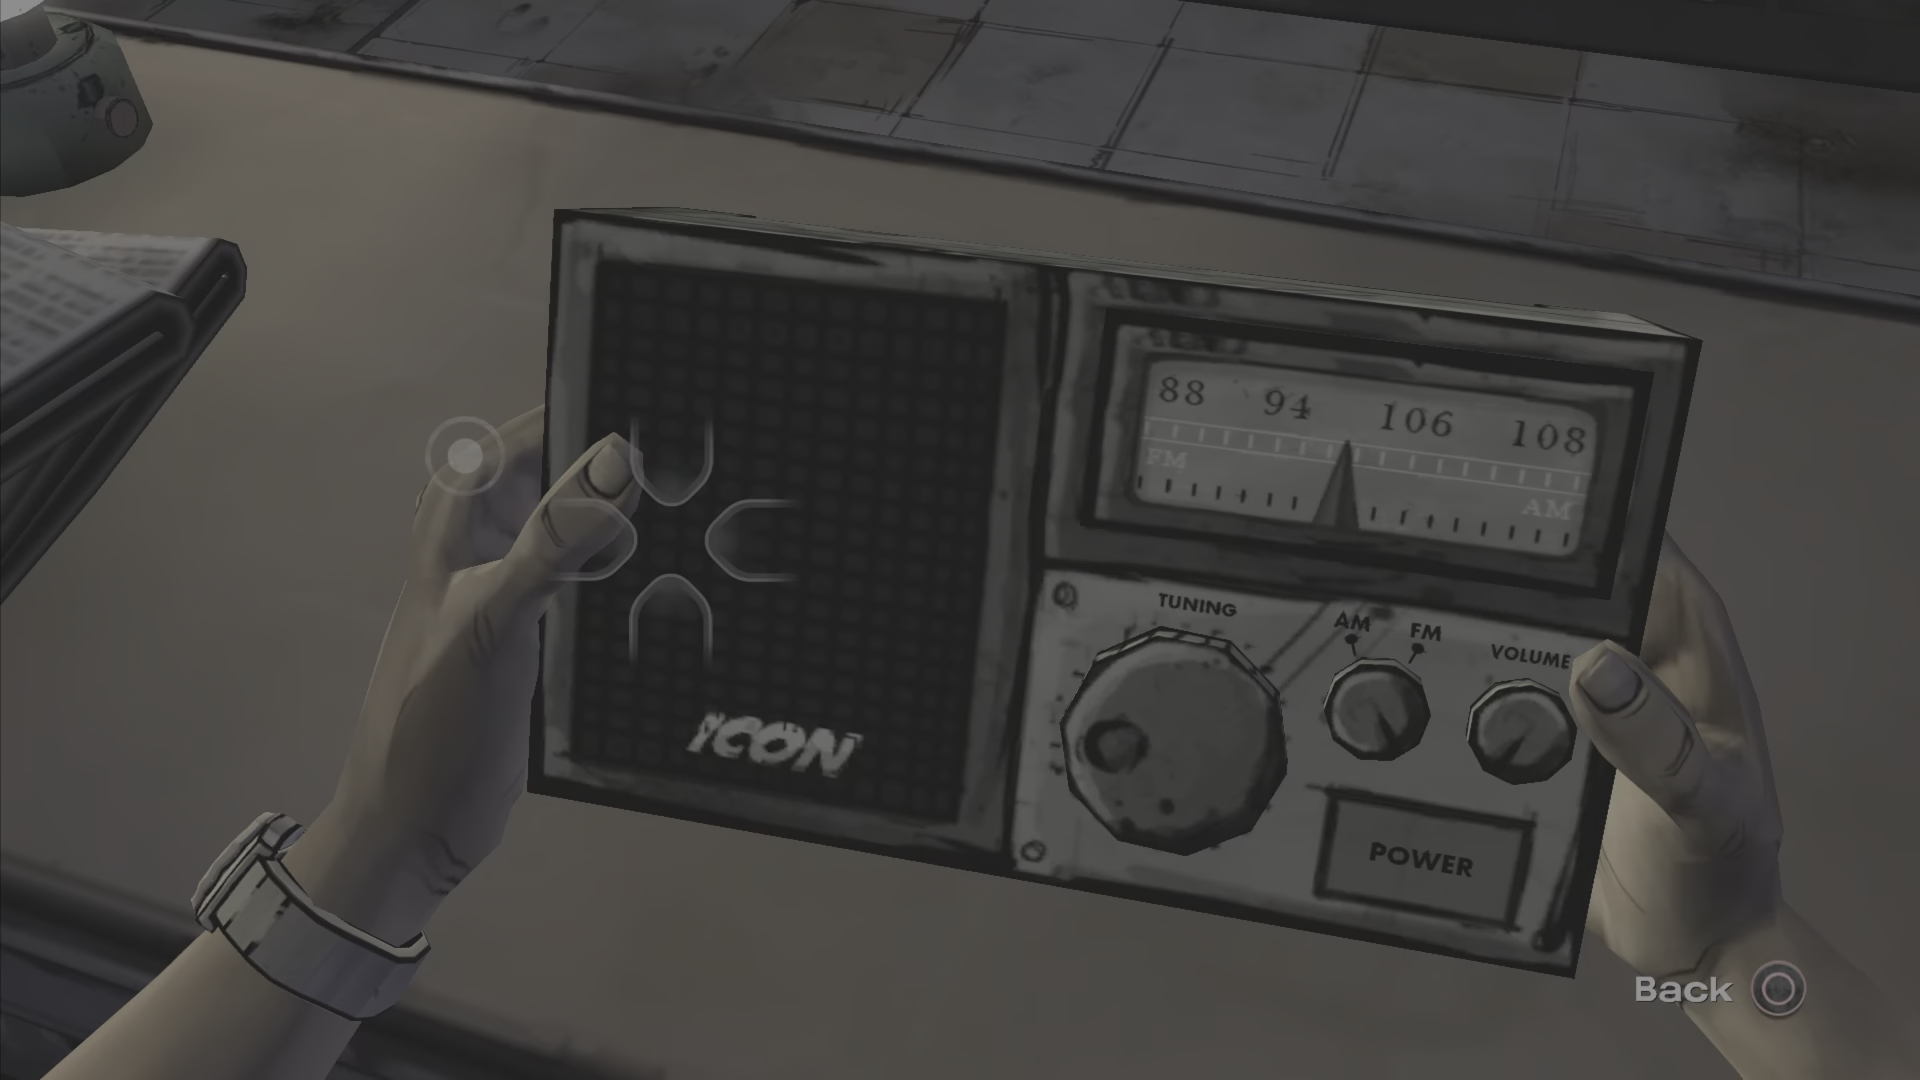 88 94 106 108
FM
AM
TUNING
AM FM
VOLUME
ICON
POWER
Back